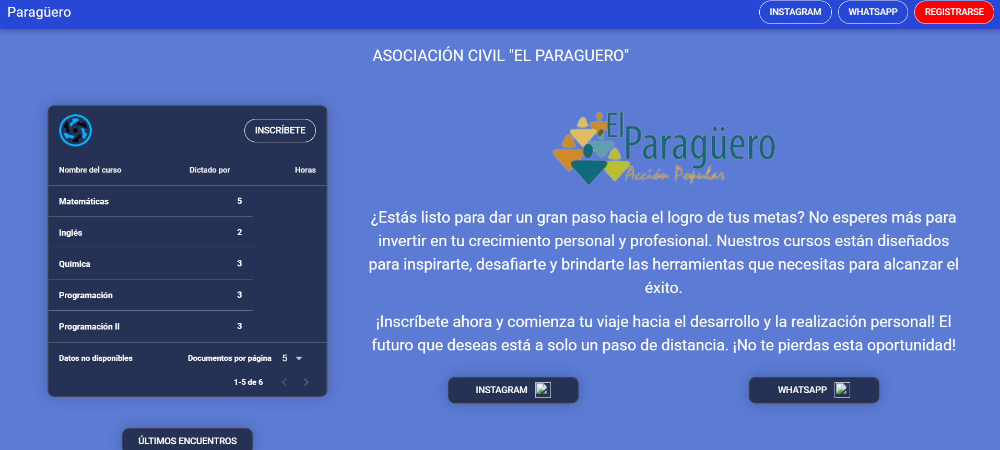 Paragüero
INSTAGRAM
WHATSAPP
REGISTRARSE
ASOCIACIÓN CIVIL "EL PARAGUERO"
INSCRÍBETE
Nombre del curso Dictado por Horas
Matemáticas 5
Inglés 2
Química 3
Programación 3
Programación II 3
Datos no disponibles Documentos por página 5
1-5 de 6
El
Paragüero
Acción Popular
¿Estás listo para dar un gran paso hacia el logro de tus metas? No esperes más para
invertir en tu crecimiento personal y profesional. Nuestros cursos están diseñados
para inspirarte, desafiarte y brindarte las herramientas que necesitas para alcanzar el
éxito.
¡Inscríbete ahora y comienza tu viaje hacia el desarrollo y la realización personal! El
futuro que deseas está a solo un paso de distancia. ¡No te pierdas esta oportunidad!
INSTAGRAM
WHATSAPP
ÚLTIMOS ENCUENTROS